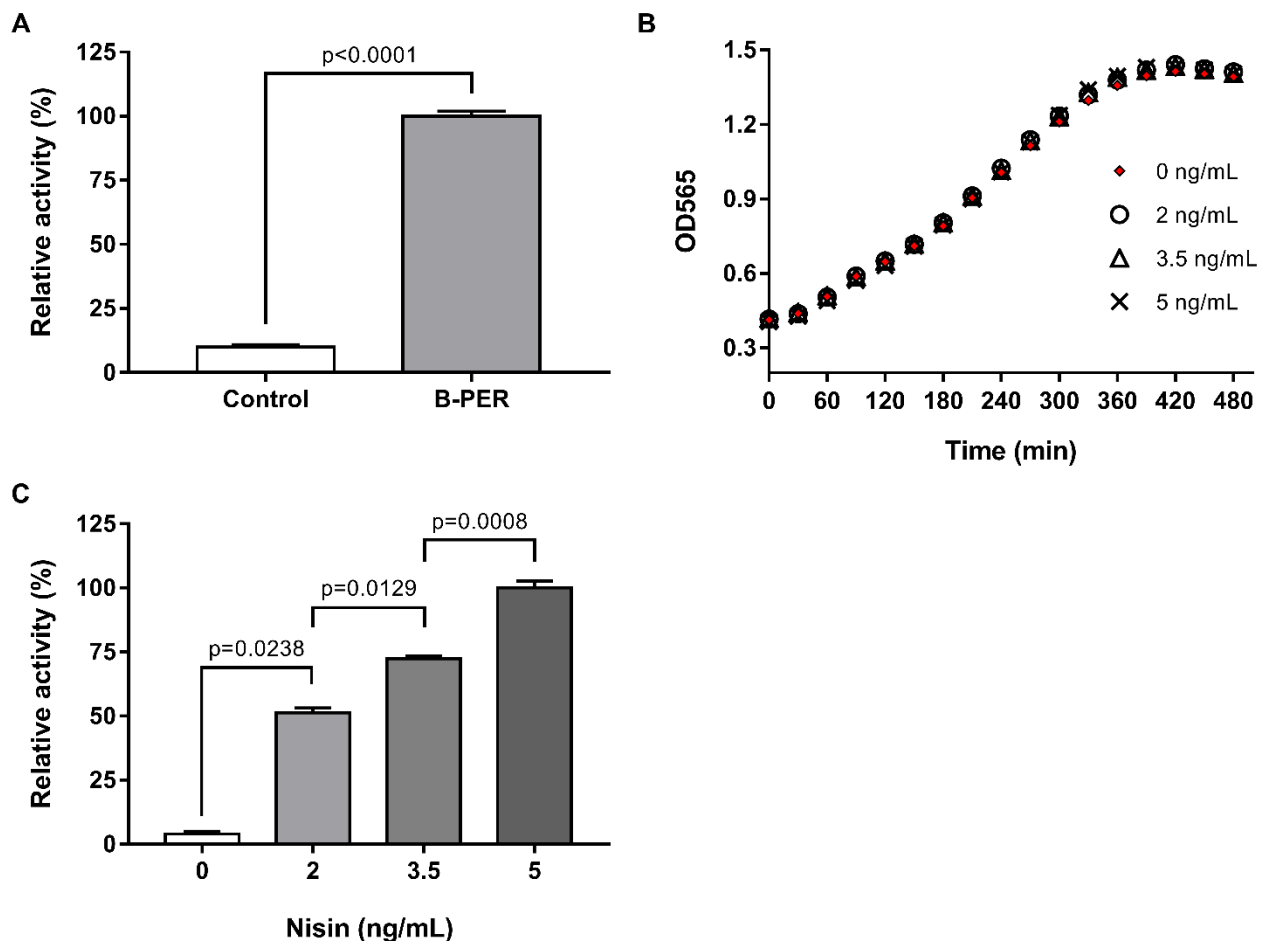 A
Relative activity (%)
125
100
75
50
25
0
p<0.0001
Control B-PER
B
OD565
1.5
1.2
0.9
0.6
0.3
0 ng/mL
2 ng/mL
3.5 ng/mL
5 ng/mL
0 60 120 180 240 300 360 420 480
Time (min)
C
Relative activity (%)
125
100
75
50
25
0
p=0.0008
p=0.0129
p=0.0238
0 2 3.5 5
Nisin (ng/mL)